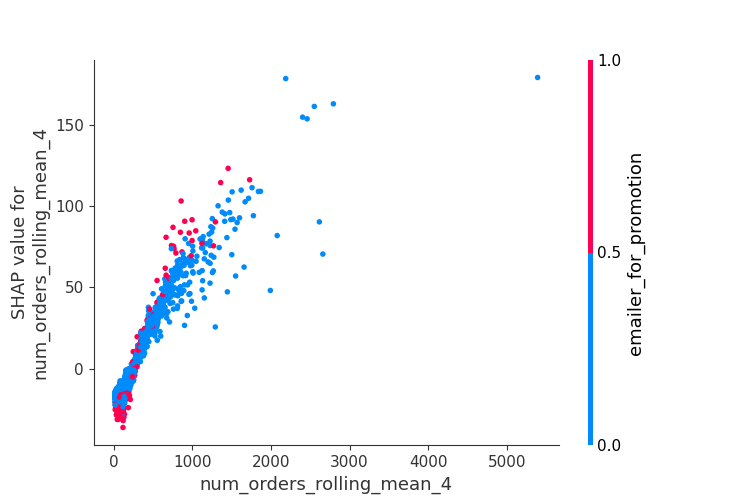 1.0
0.5
0.0
emailer_for_promotion
150
100
50
0
SHAP value for
num_orders_rolling_mean_4
0 1000 2000 3000 4000 5000
num_orders_rolling_mean_4